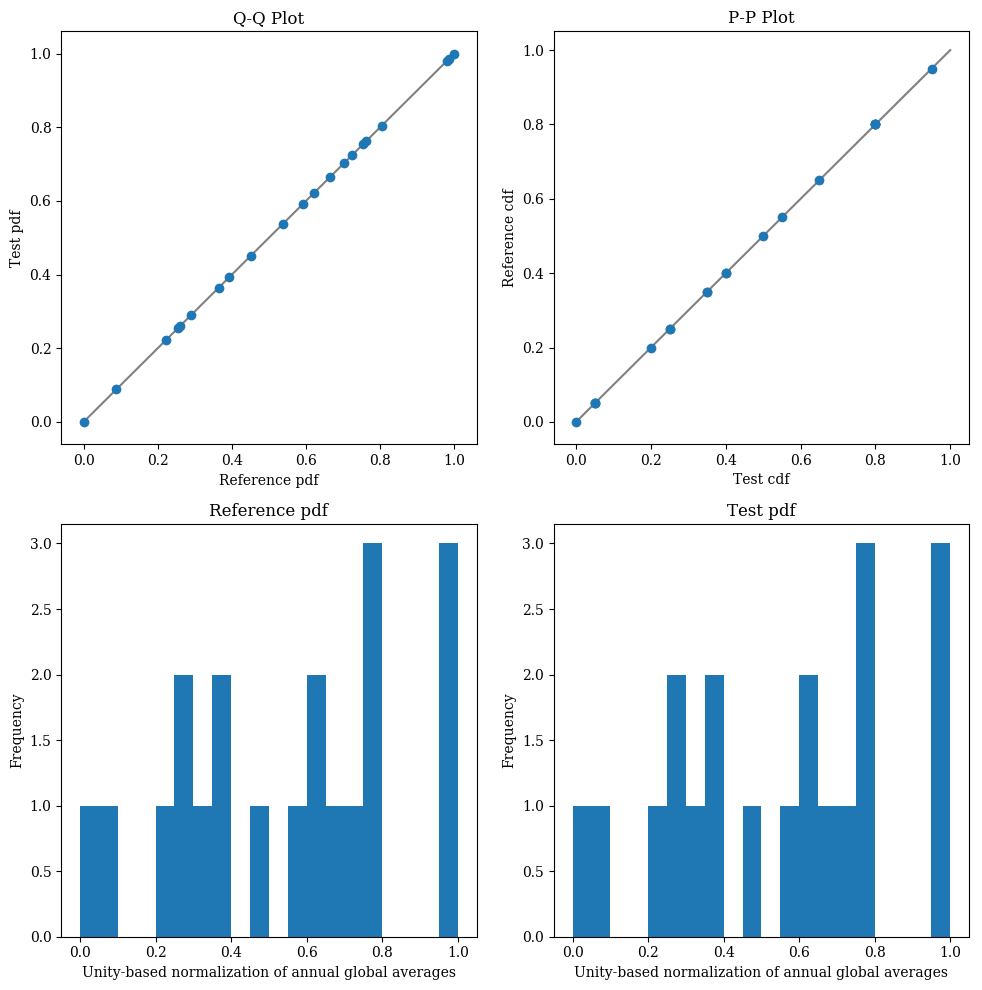 Q-Q Plot
1.0
0.8
0.6
0.4
0.2
0.0
Test pdf
0.0 0.2 0.4 0.6 0.8 1.0
Reference pdf
P-P Plot
1.0
0.8
0.6
0.4
0.2
0.0
Reference cdf
0.0 0.2 0.4 0.6 0.8 1.0
Test cdf
Reference pdf
3.0
2.5
2.0
1.5
1.0
0.5
0.0
Frequency
0.0 0.2 0.4 0.6 0.8 1.0
Unity-based normalization of annual global averages
Test pdf
3.0
2.5
2.0
1.5
1.0
0.5
0.0
Frequency
0.0 0.2 0.4 0.6 0.8 1.0
Unity-based normalization of annual global averages